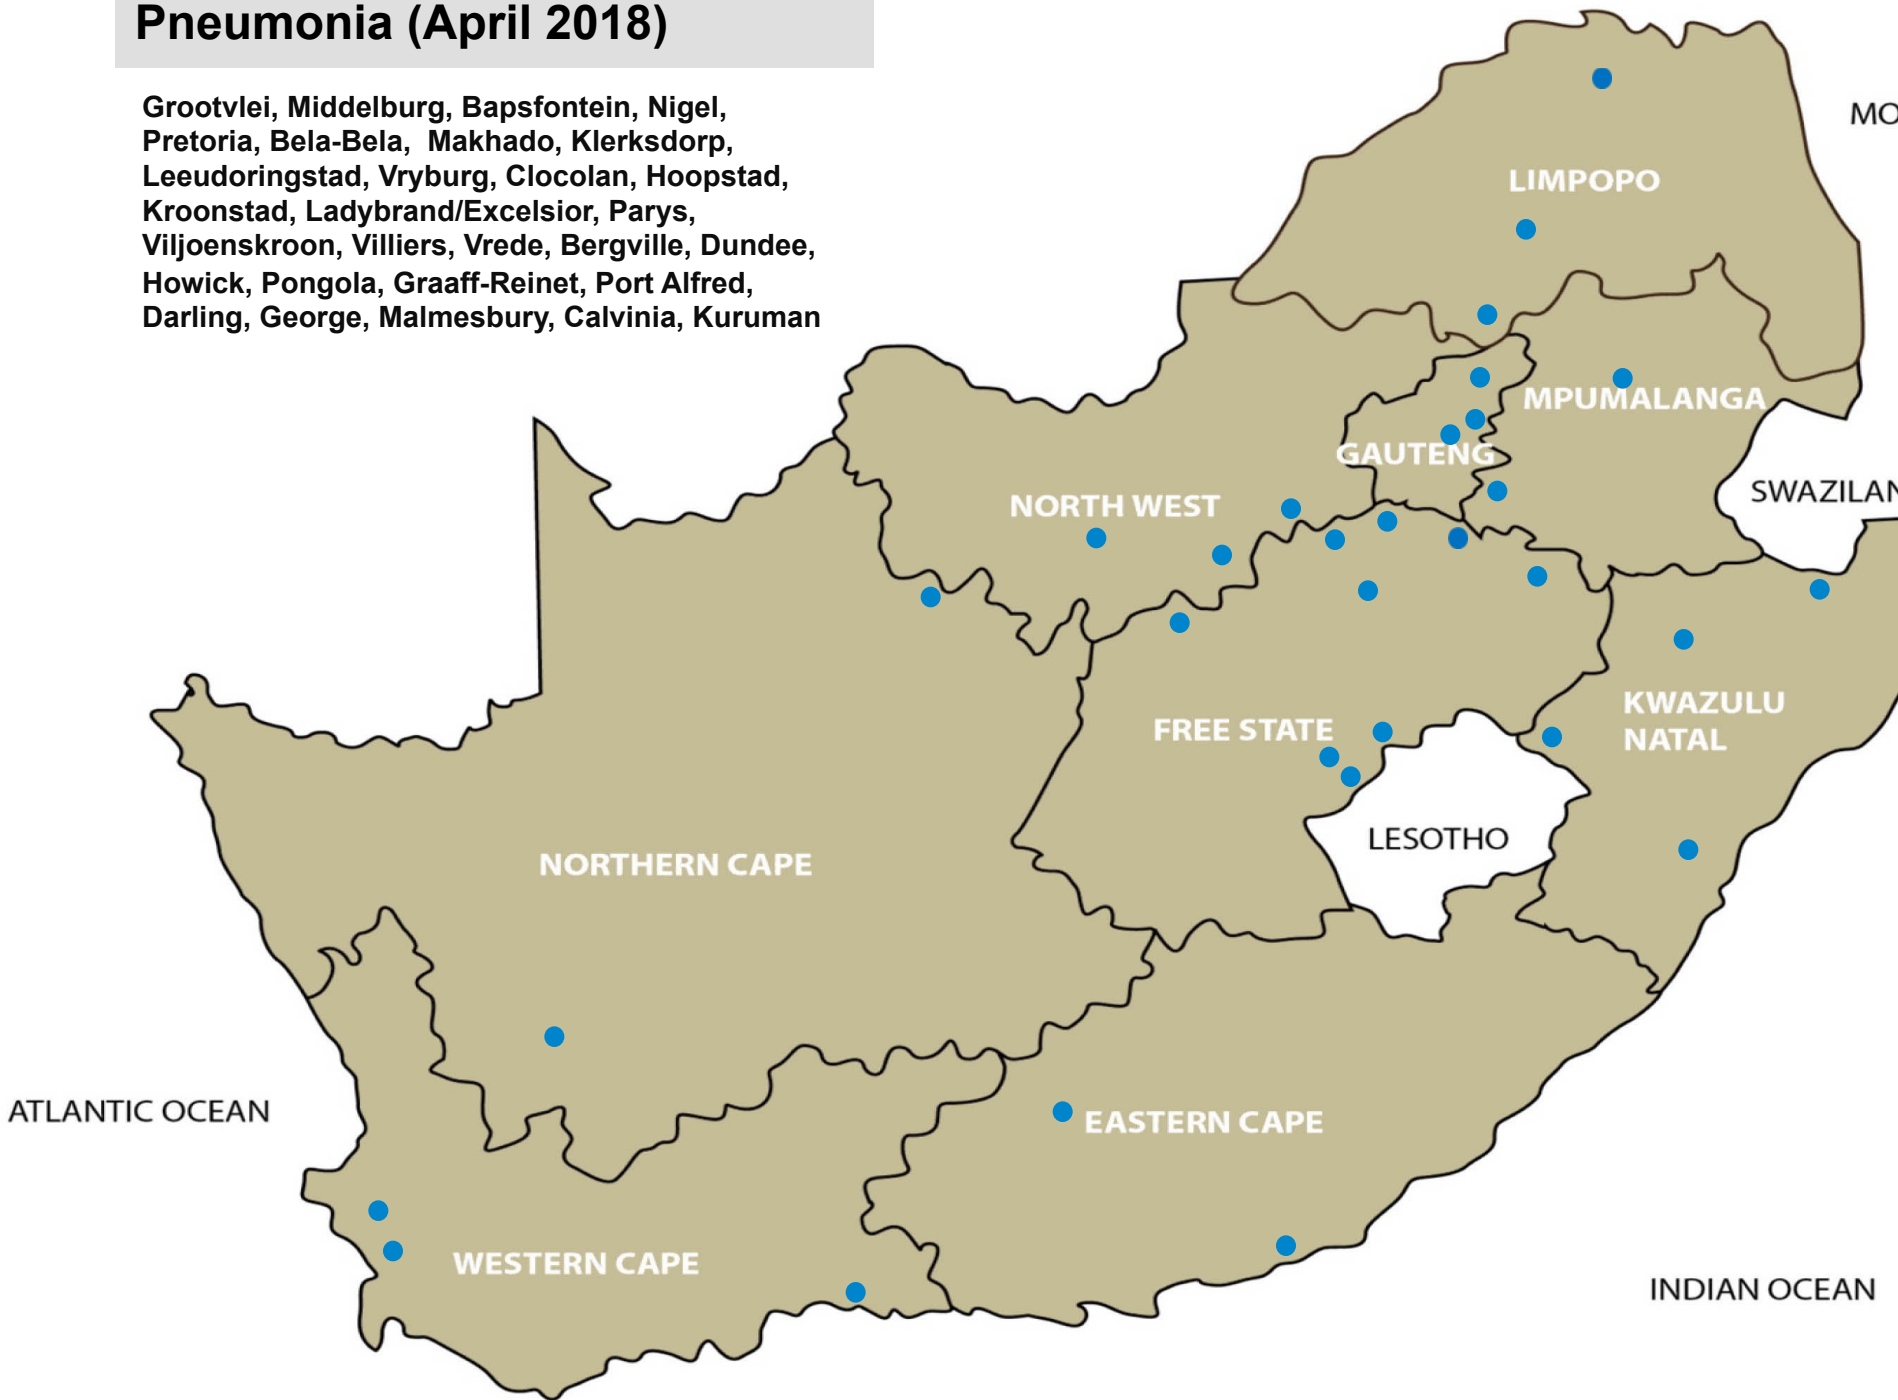 Pneumonia (April 2018)
Grootvlei, Middelburg, Bapsfontein, Nigel,
Pretoria, Bela-Bela, Makhado, Klerksdorp,
Leeudoringstad, Vryburg, Clocolan, Hoopstad,
Kroonstad, Ladybrand/Excelsior, Parys,
Viljoenskroon, Villiers, Vrede, Bergville, Dundee,
Howick, Pongola, Graaff-Reinet, Port Alfred,
Darling, George, Malmesbury, Calvinia, Kuruman
MO
LIMPOPO
MPUMALANGA
GAUTENG
SWAZILAN
NORTH WEST
KWAZULU
NATAL
FREE STATE
LESOTHO
NORTHERN CAPE
ATLANTIC OCEAN
EASTERN CAPE
WESTERN CAPE
INDIAN OCEAN